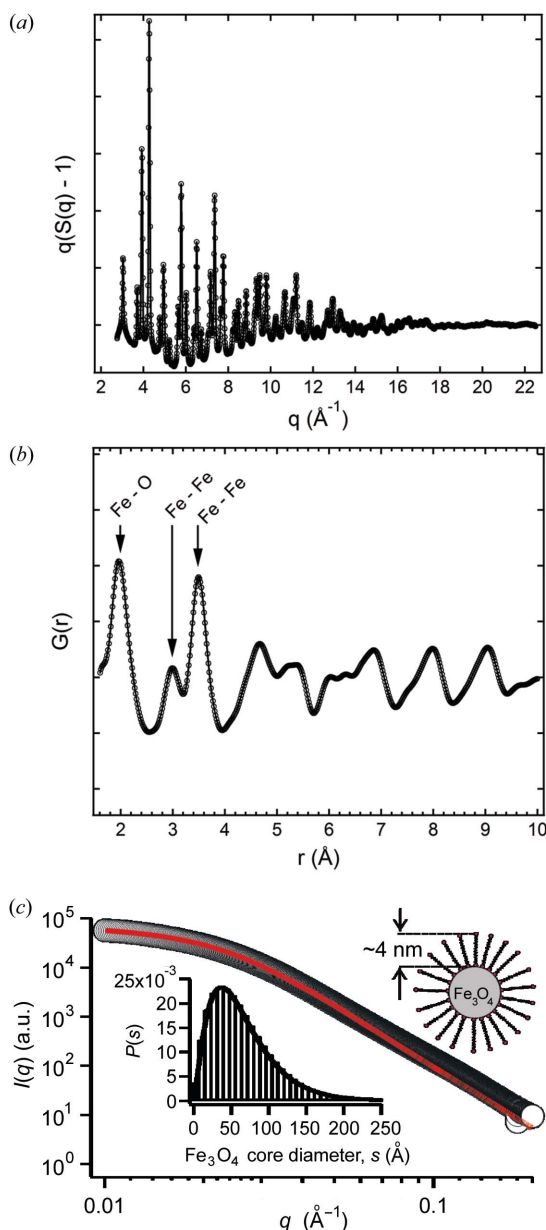 (a)
q(S(q) - 1)
2 4 6 8 10 12 14 16 18 20 22
q (Å⁻¹)
(b)
Fe - O
Fe - Fe
Fe - Fe
G(r)
2 3 4 5 6 7 8 9 10
r (Å)
(c)
10⁵
10⁴
10³
10²
10¹
10⁰
I(q) (a.u.)
~4 nm
Fe₃O₄
25x10⁻³
20
15
10
5
0
P(s)
0 50 100 150 200 250
Fe₃O₄ core diameter, s (Å)
0.01 0.1
q (Å⁻¹)